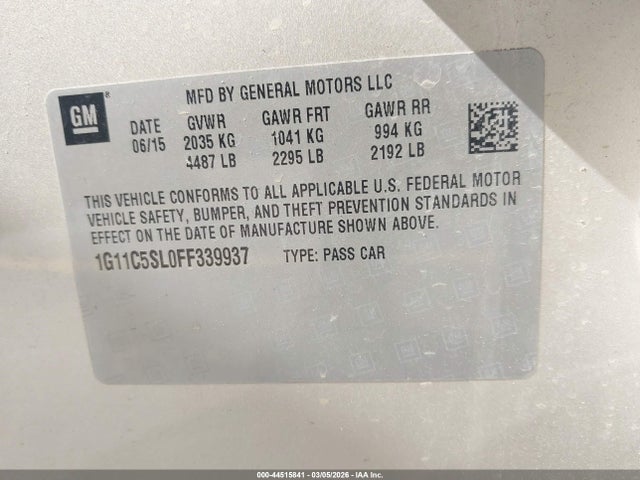 GM ®
MFD BY GENERAL MOTORS LLC
DATE GVWR GAWR FRT GAWR RR
06/15 2035 KG 1041 KG 994 KG
4487 LB 2295 LB 2192 LB
THIS VEHICLE CONFORMS TO ALL APPLICABLE U.S. FEDERAL MOTOR
VEHICLE SAFETY, BUMPER, AND THEFT PREVENTION STANDARDS IN
EFFECT ON THE DATE OF MANUFACTURE SHOWN ABOVE.
1G11C5SL0FF339937 TYPE: PASS CAR
000-44515841 - 03/05/2026 - IAA Inc.